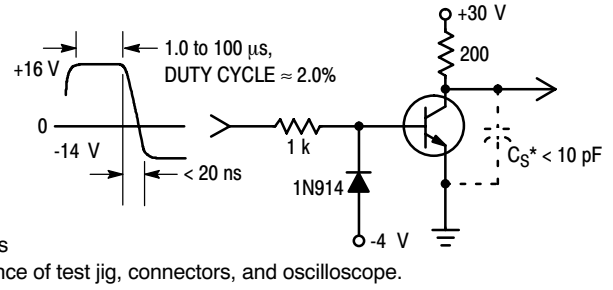 +30 V
1.0 to 100 μs,
DUTY CYCLE ≈ 2.0%
+16 V
200
0
-14 V
1 k
< 20 ns
1N914
CS* < 10 pF
-4 V
s
nce of test jig, connectors, and oscilloscope.